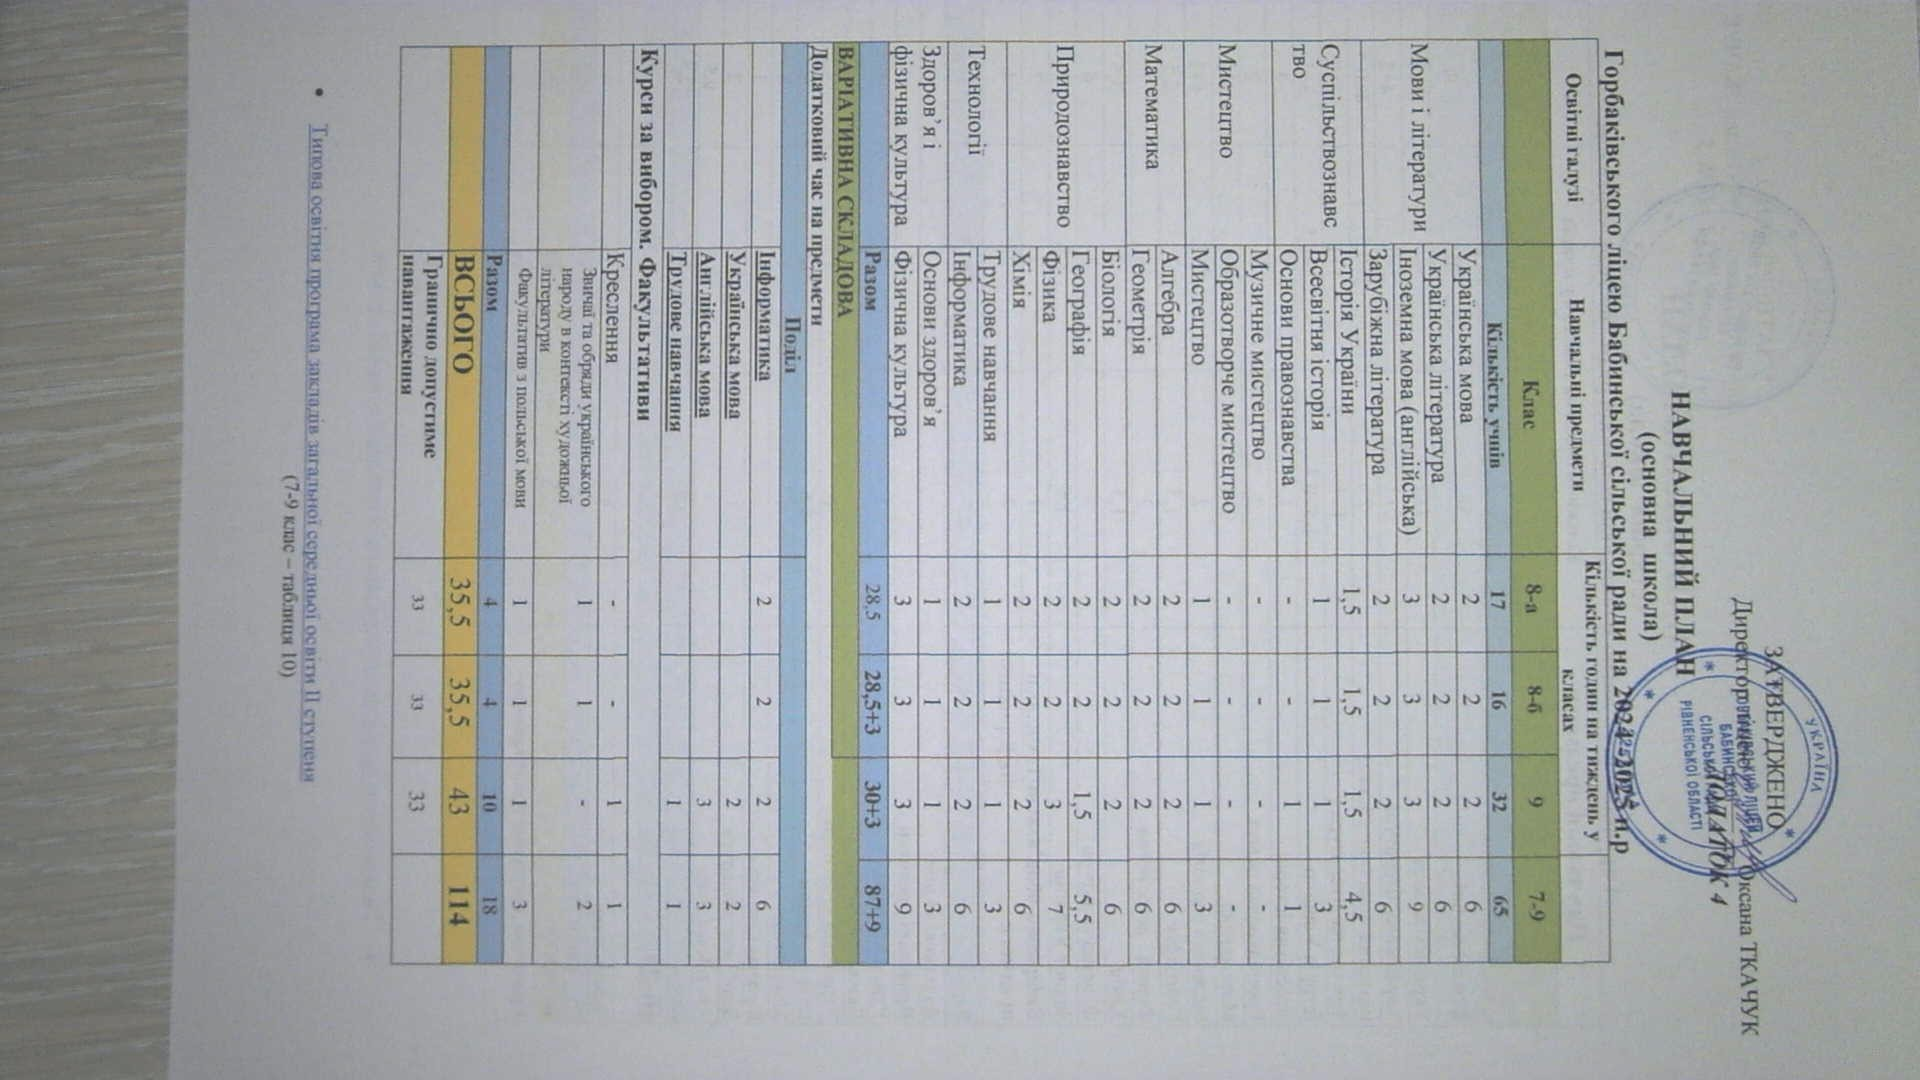 ЗАТВЕРДЖЕНО
Директор ліцею Оксана ТКАЧУК
УКРАЇНА
БАБИНСЬКОЇ
СІЛЬСЬКОЇ РАДИ
РІВНЕНСЬКОЇ ОБЛАСТІ
ДОДАТОК 4
НАВЧАЛЬНИЙ ПЛАН
(основна школа)
Горбаківського ліцею Бабинської сільської ради на 2024-2025 н.р
Освітні галузі | Навчальні предмети | Кількість годин на тиждень у класах
Клас | 8-а | 8-б | 9 | 7-9
Кількість учнів | 17 | 16 | 32 | 65
Мови і літератури | Українська мова | 2 | 2 | 2 | 6
Українська література | 2 | 2 | 2 | 6
Іноземна мова (англійська) | 3 | 3 | 3 | 9
Зарубіжна література | 2 | 2 | 2 | 6
Суспільствознавс
тво | Історія України | 1,5 | 1,5 | 1,5 | 4,5
Всесвітня історія | 1 | 1 | 1 | 3
Основи правознавства | - | - | 1 | 1
Мистецтво | Музичне мистецтво | - | - | - | -
Образотворче мистецтво | - | - | - | -
Мистецтво | 1 | 1 | 1 | 3
Математика | Алгебра | 2 | 2 | 2 | 6
Геометрія | 2 | 2 | 2 | 6
Природознавство | Біологія | 2 | 2 | 2 | 6
Географія | 2 | 2 | 1,5 | 5,5
Фізика | 2 | 2 | 3 | 7
Хімія | 2 | 2 | 2 | 6
Технології | Трудове навчання | 1 | 1 | 1 | 3
Інформатика | 2 | 2 | 2 | 6
Здоров’я і
фізична культура | Основи здоров’я | 1 | 1 | 1 | 3
Фізична культура | 3 | 3 | 3 | 9
Разом | 28,5 | 28,5+3 | 30+3 | 87+9
ВАРІАТИВНА СКЛАДОВА
Додатковий час на предмети
Поділ
Інформатика | 2 | 2 | 2 | 6
Українська мова | 2 | 2
Англійська мова | 3 | 3
Трудове навчання | 1 | 1
Курси за вибором. Факультативи
Креслення | - | - | 1 | 1
Звичаї та обряди українського
народу в контексті художньої
літератури | 1 | 1 | - | 2
Факультатив з польської мови | 1 | 1 | 1 | 3
Разом | 4 | 4 | 10 | 18
ВСЬОГО | 35,5 | 35,5 | 43 | 114
Гранично допустиме
навантаження | 33 | 33 | 33
• Типова освітня програма закладів загальної середньої освіти ІІ ступеня
(7-9 клас – таблиця 10)